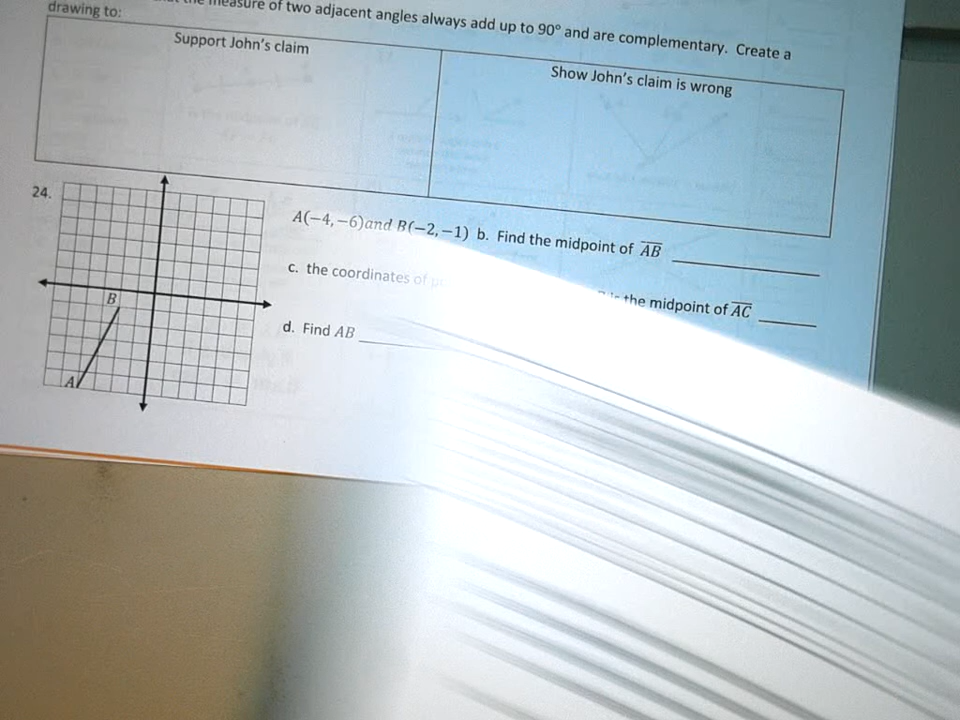 measure of two adjacent angles always add up to 90° and are complementary. Create a
drawing to:
Support John's claim
Show John's claim is wrong
24.
A(−4, −6)and B(−2, −1) b. Find the midpoint of AB
c. the coordinates of
the midpoint of AC
d. Find AB
B
A